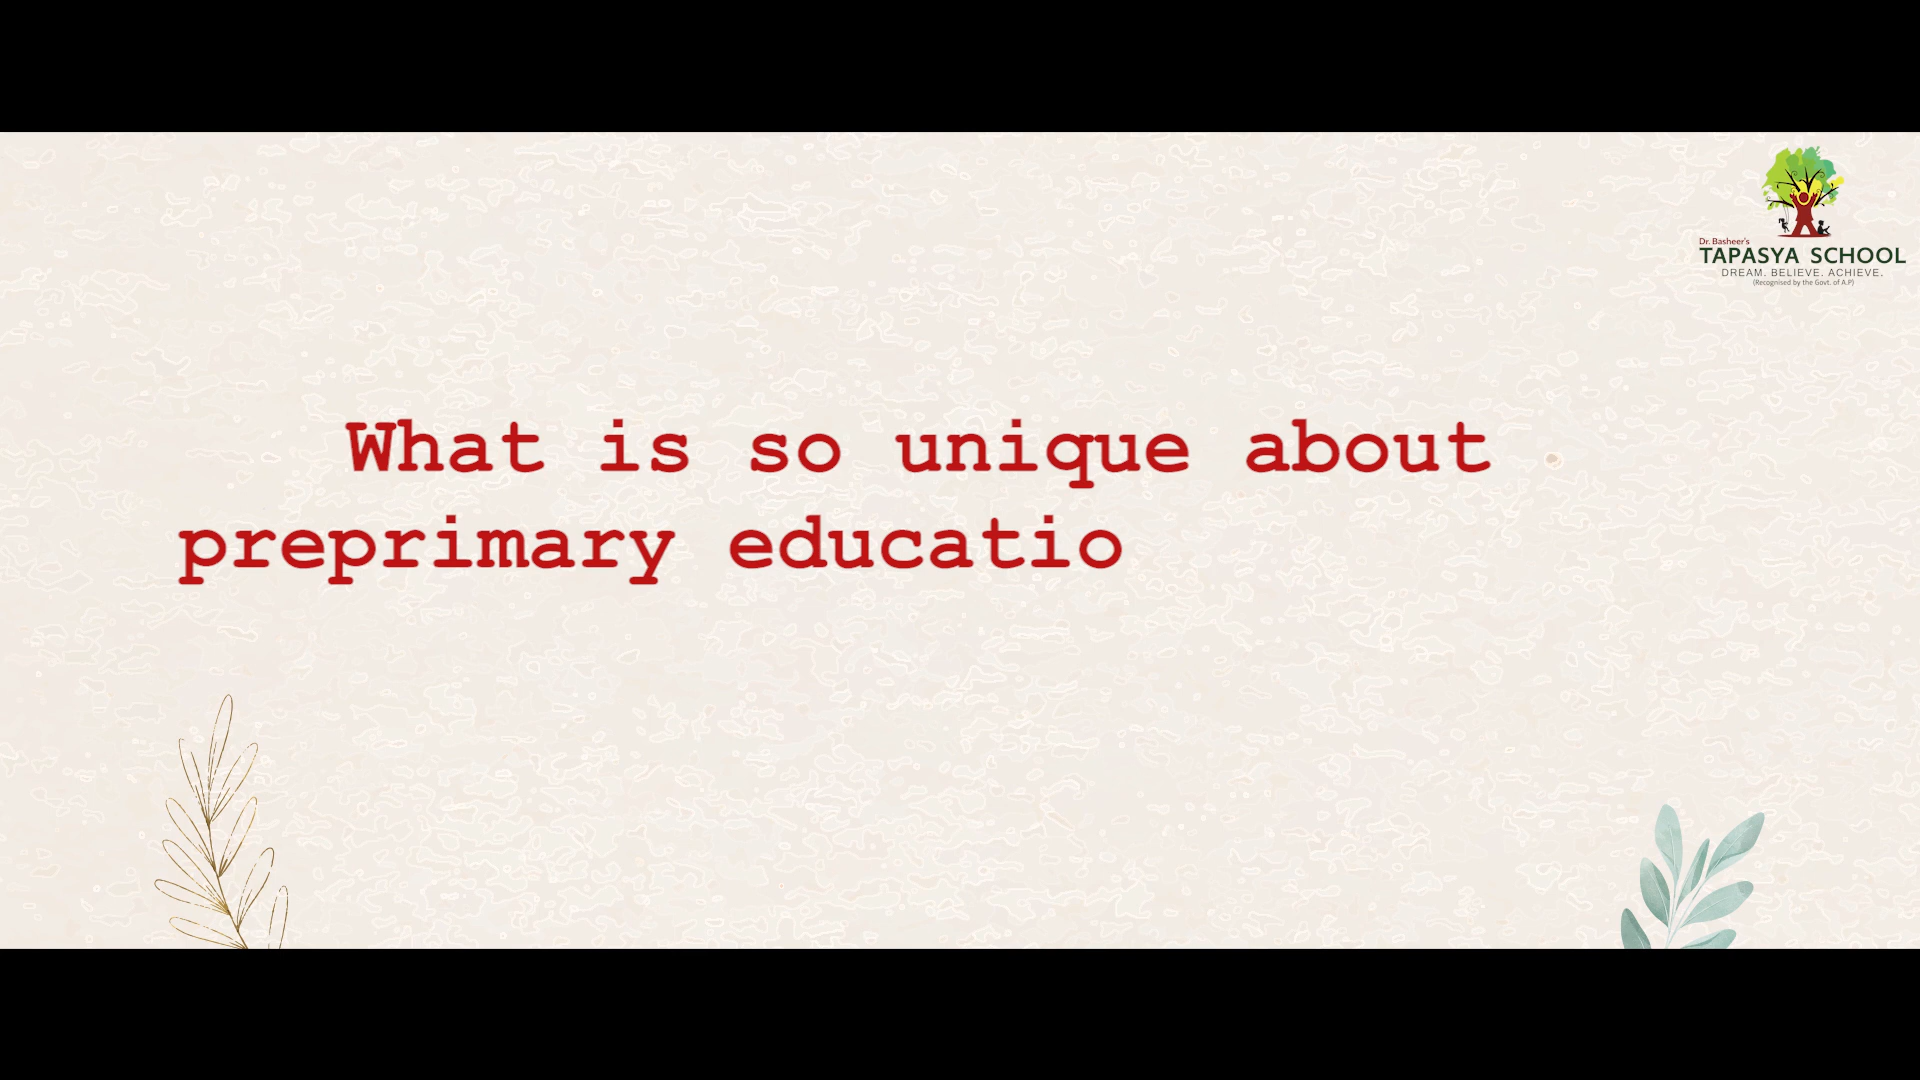 Dr. Basheer's
TAPASYA SCHOOL
DREAM. BELIEVE. ACHIEVE.
(Recognised by the Govt. of A.P)
What is so unique about
preprimary educatio